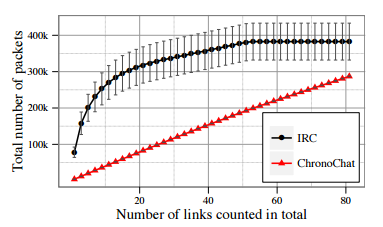 Total number of packets
400k
300k
200k
100k
IRC
ChronoChat
20 40 60 80
Number of links counted in total